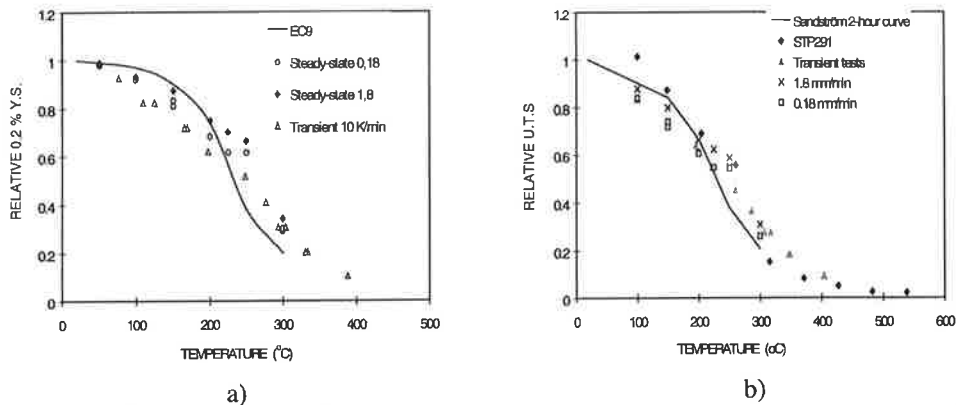 1.2
1
0.8
0.6
0.4
0.2
0
RELATIVE 0.2 % Y.S.
EC9
Steady-state 0,18
Steady-state 1,8
Transient 10 K/min
0 100 200 300 400 500
TEMPERATURE (°C)
a)
1.2
1
0.8
0.6
0.4
0.2
0
RELATIVE U.T.S
Sandström 2-hour curve
STP291
Transient tests
1.8 mm/min
0.18 mm/min
0 100 200 300 400 500 600
TEMPERATURE (oC)
b)